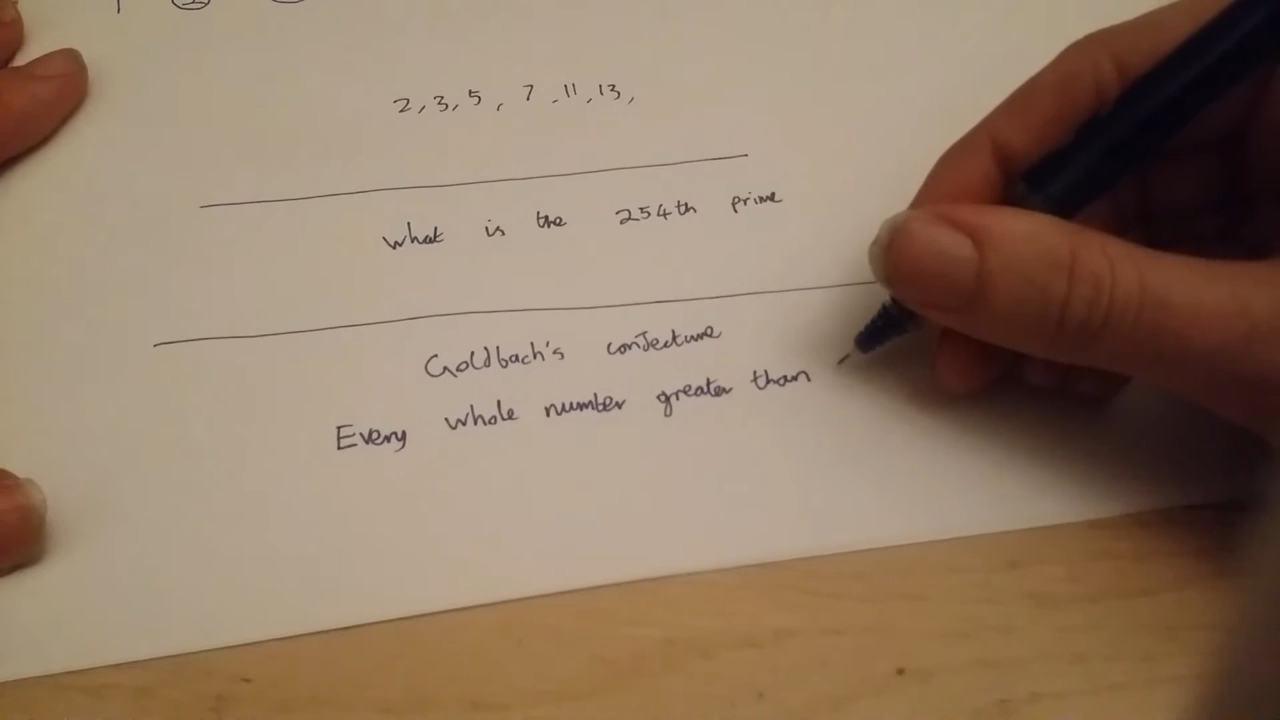 2, 3, 5, 7, 11, 13,
What is the 254th prime
Goldbach's conjecture
Every whole number greater than